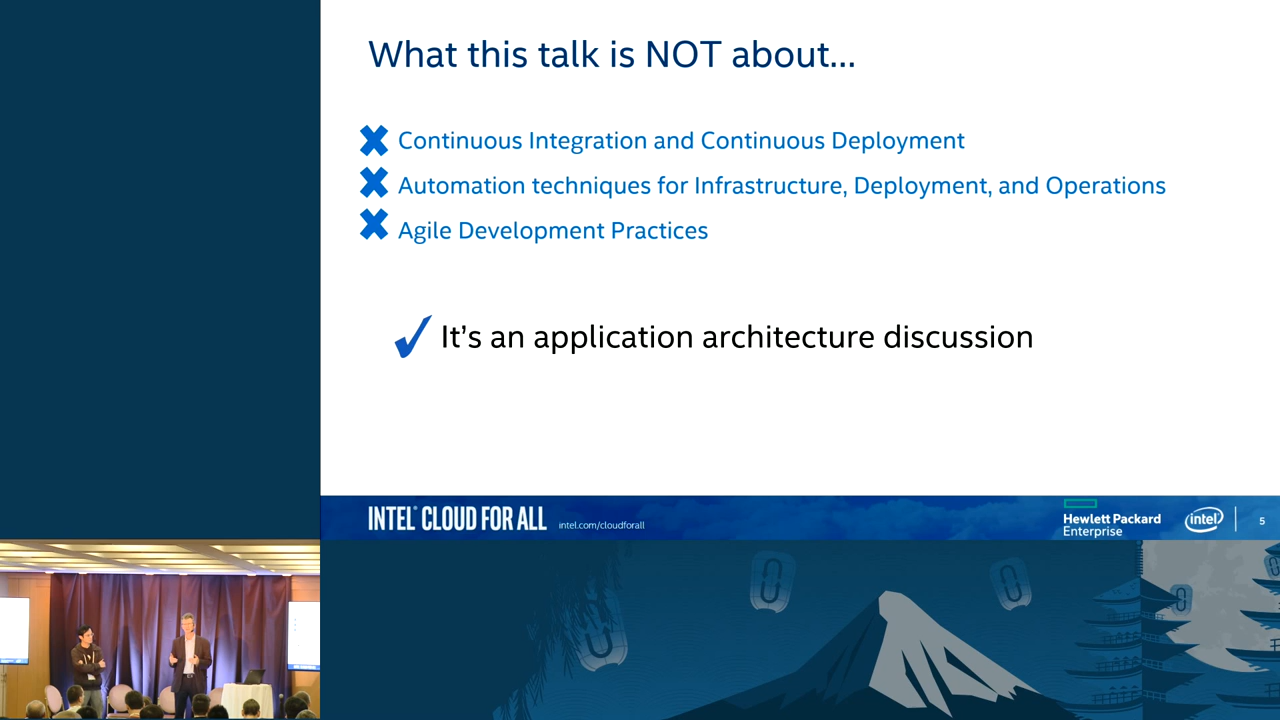 What this talk is NOT about...
Continuous Integration and Continuous Deployment
Automation techniques for Infrastructure, Deployment, and Operations
Agile Development Practices
It's an application architecture discussion
INTEL® CLOUD FOR ALL
intel.com/cloudforall
Hewlett Packard
Enterprise
intel
5